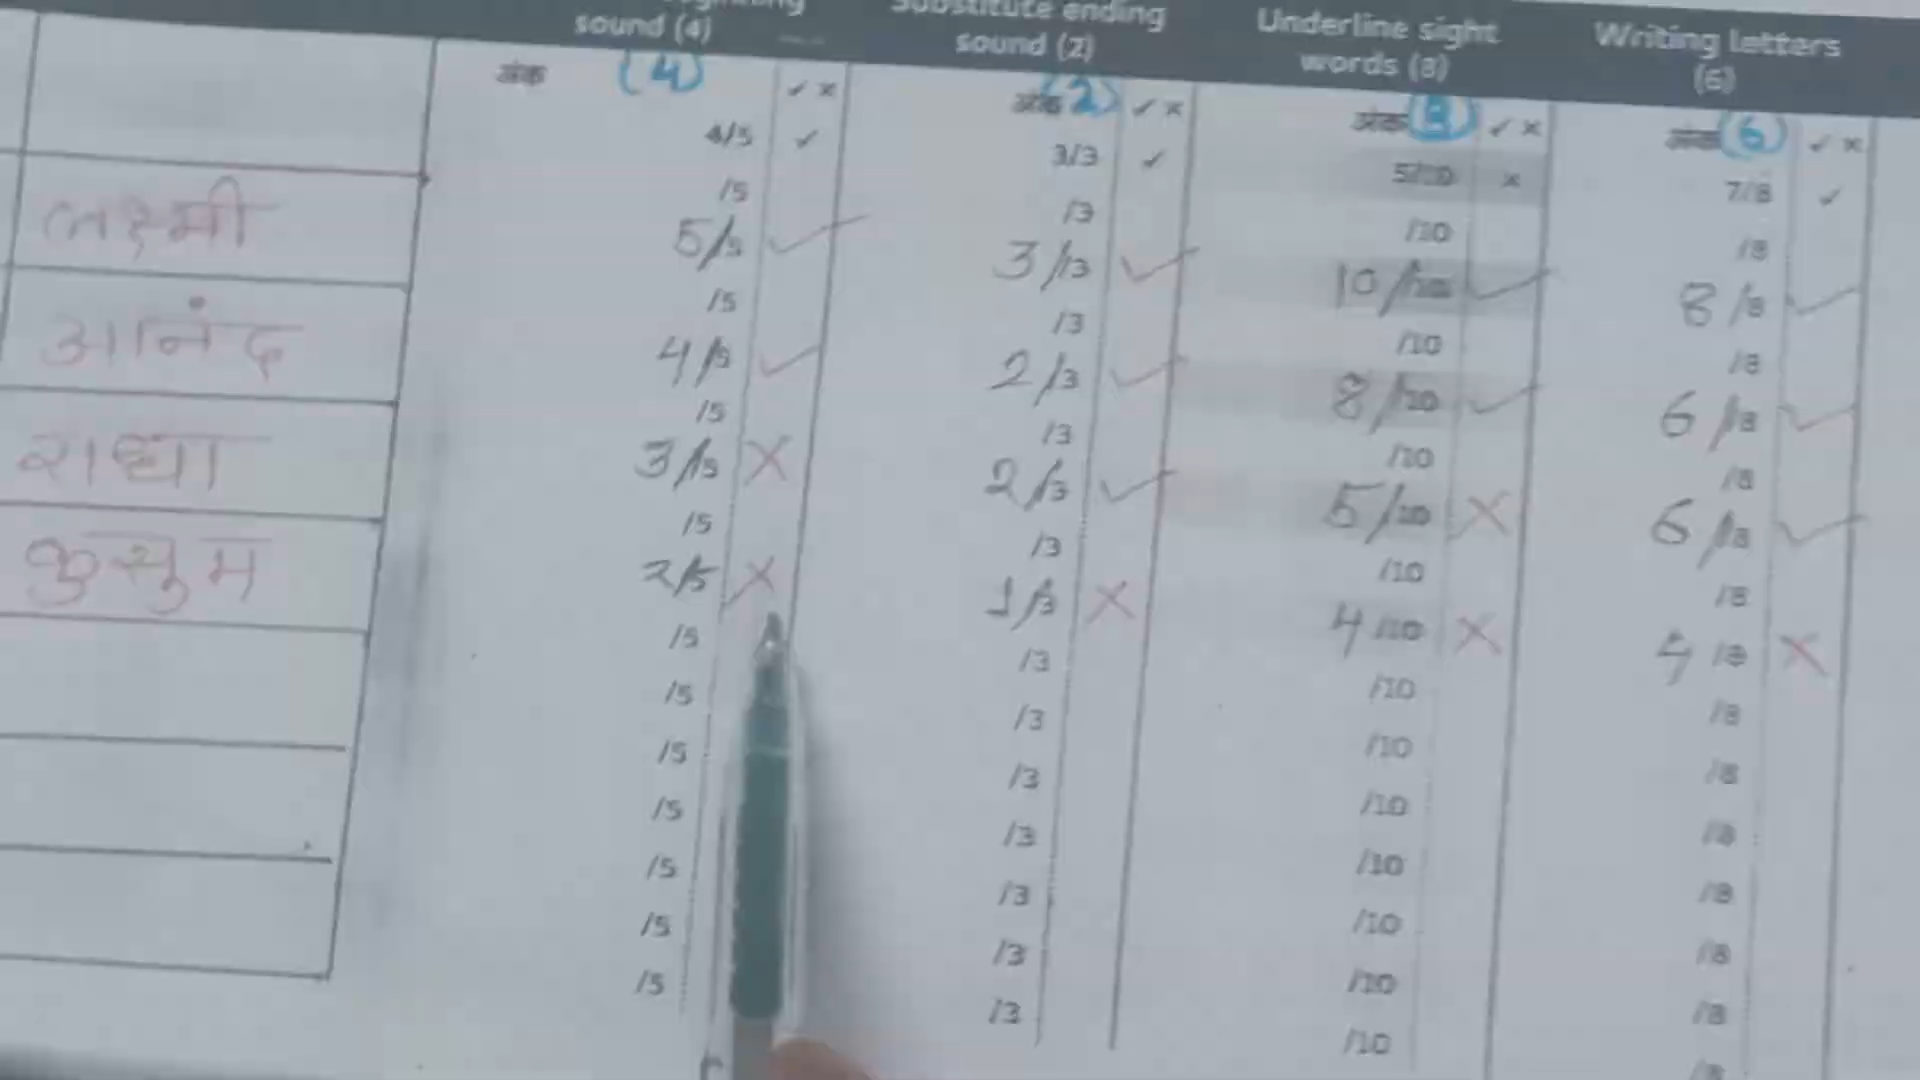 sound (4)
Substitute ending
sound (2)
Underline sight
words (8)
Writing letters
(6)
अंक (4) ✓ × अंक (2) ✓ × अंक (8) ✓ × अंक (6) ✓ ×
4/5 ✓ 3/3 ✓ 5/10 × 7/8 ✓
/5 /3 /10 /8
लक्ष्मी 5/5 ✓ 3/3 ✓ 10/10 ✓ 8/8 ✓
/5 /3 /10 /8
आनंद 4/5 ✓ 2/3 ✓ 8/10 ✓ 6/8 ✓
/5 /3 /10 /8
राधा 3/5 × 2/3 ✓ 5/10 × 6/8 ✓
/5 /3 /10 /8
कुसुम 2/5 × 1/3 × 4/10 × 4/8 ×
/5 /3 /10 /8
/5 /3 /10 /8
/5 /3 /10 /8
/5 /3 /10 /8
/5 /3 /10 /8
/5 /3 /10 /8
/5 /3 /10 /8